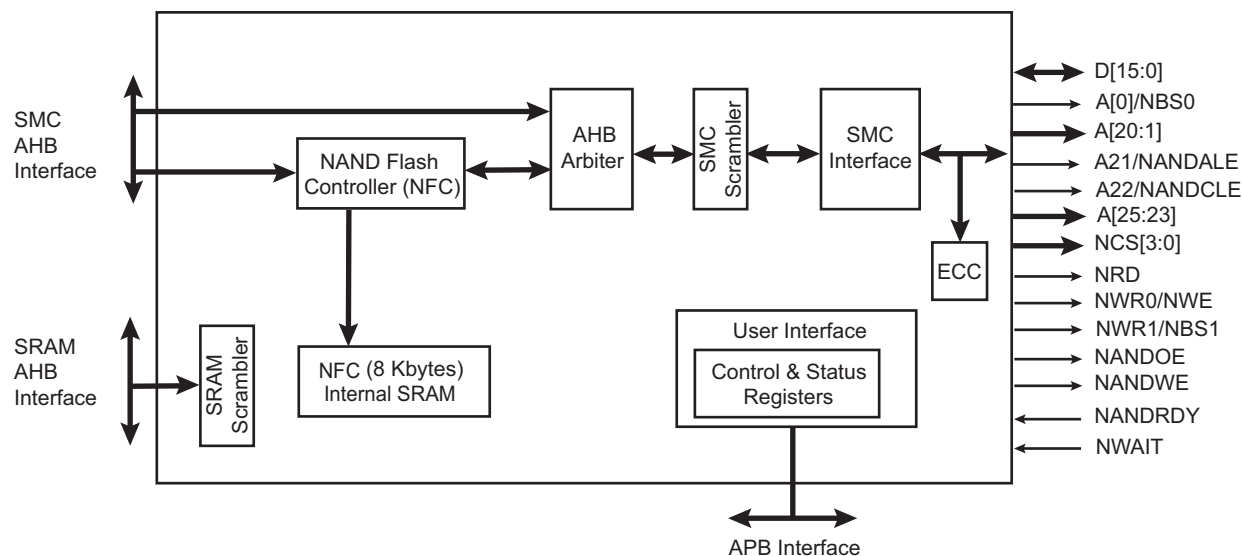 SMC
AHB
Interface
NAND Flash
Controller (NFC)
AHB
Arbiter
SMC
Scrambler
SMC
Interface
ECC
D[15:0]
A[0]/NBS0
A[20:1]
A21/NANDALE
A22/NANDCLE
A[25:23]
NCS[3:0]
NRD
NWR0/NWE
NWR1/NBS1
NANDOE
NANDWE
NANDRDY
NWAIT
SRAM
AHB
Interface
SRAM
Scrambler
NFC (8 Kbytes)
Internal SRAM
User Interface
Control & Status
Registers
APB Interface